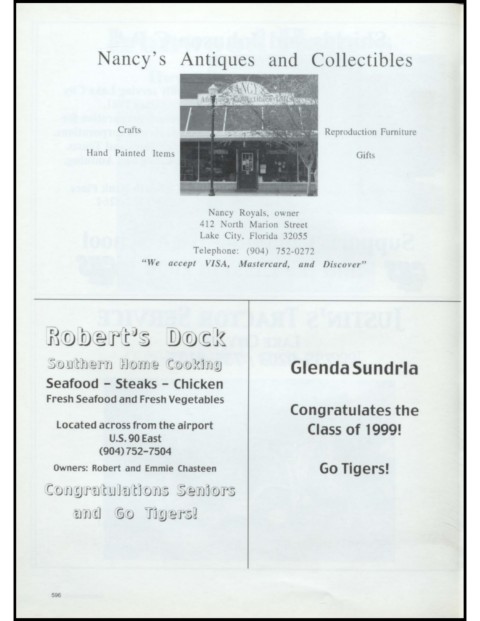 Nancy's Antiques and Collectibles
Crafts
Reproduction Furniture
Hand Painted Items
Gifts
Nancy Royals, owner
412 North Marion Street
Lake City, Florida 32055
Telephone: (904) 752-0272
"We accept VISA, Mastercard, and Discover"
Robert's Dock
Southern Home Cooking
Seafood - Steaks - Chicken
Fresh Seafood and Fresh Vegetables
Located across from the airport
U.S. 90 East
(904) 752-7504
Owners: Robert and Emmie Chasteen
Congratulations Seniors
and Go Tigers!
Glenda Sundrla
Congratulates the
Class of 1999!
Go Tigers!